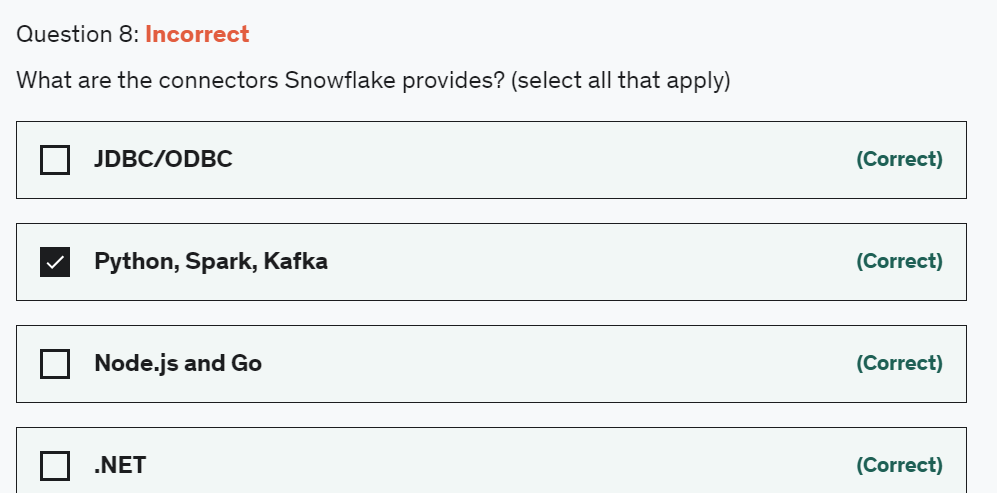 Question 8: Incorrect
What are the connectors Snowflake provides? (select all that apply)
JDBC/ODBC (Correct)
Python, Spark, Kafka (Correct)
Node.js and Go (Correct)
.NET (Correct)